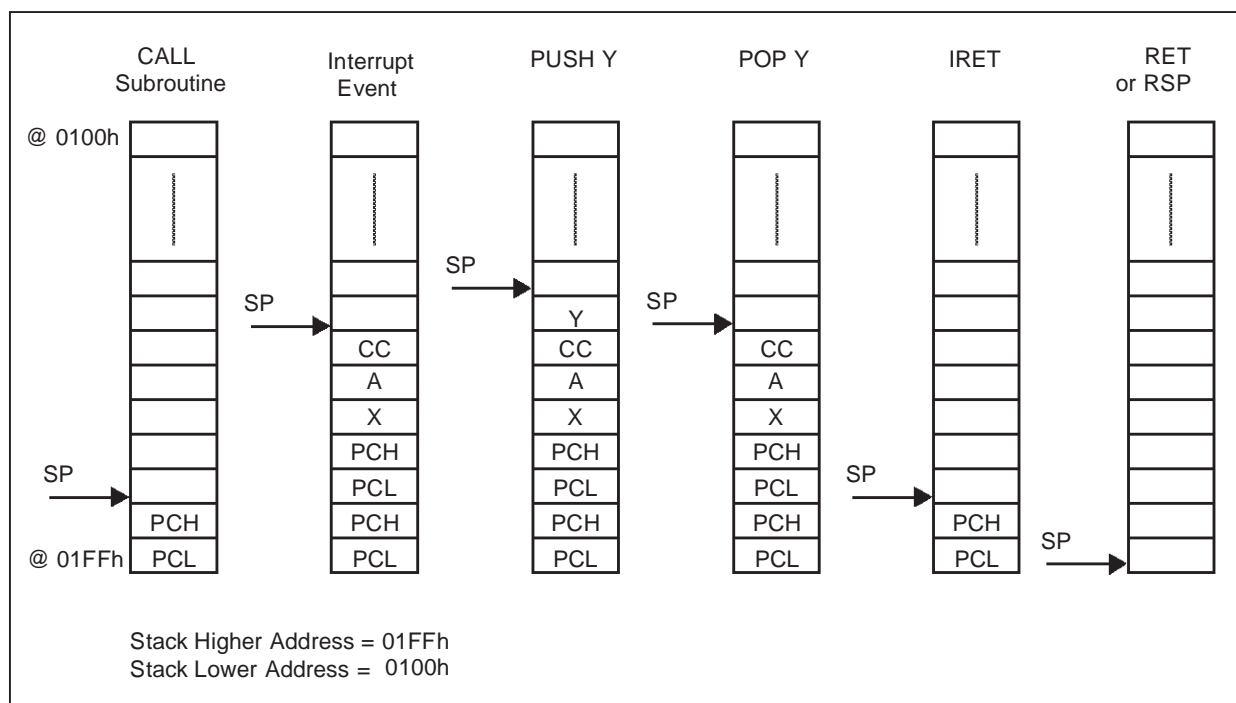 CALL
Subroutine
Interrupt
Event
PUSH Y
POP Y
IRET
RET
or RSP
@ 0100h
SP
SP
SP
Y
CC
CC
CC
A
A
A
X
X
X
PCH
PCH
PCH
SP
SP
PCL
PCL
PCL
PCH
PCH
PCH
PCH
PCH
@ 01FFh
PCL
PCL
PCL
PCL
PCL
SP
Stack Higher Address = 01FFh
Stack Lower Address = 0100h